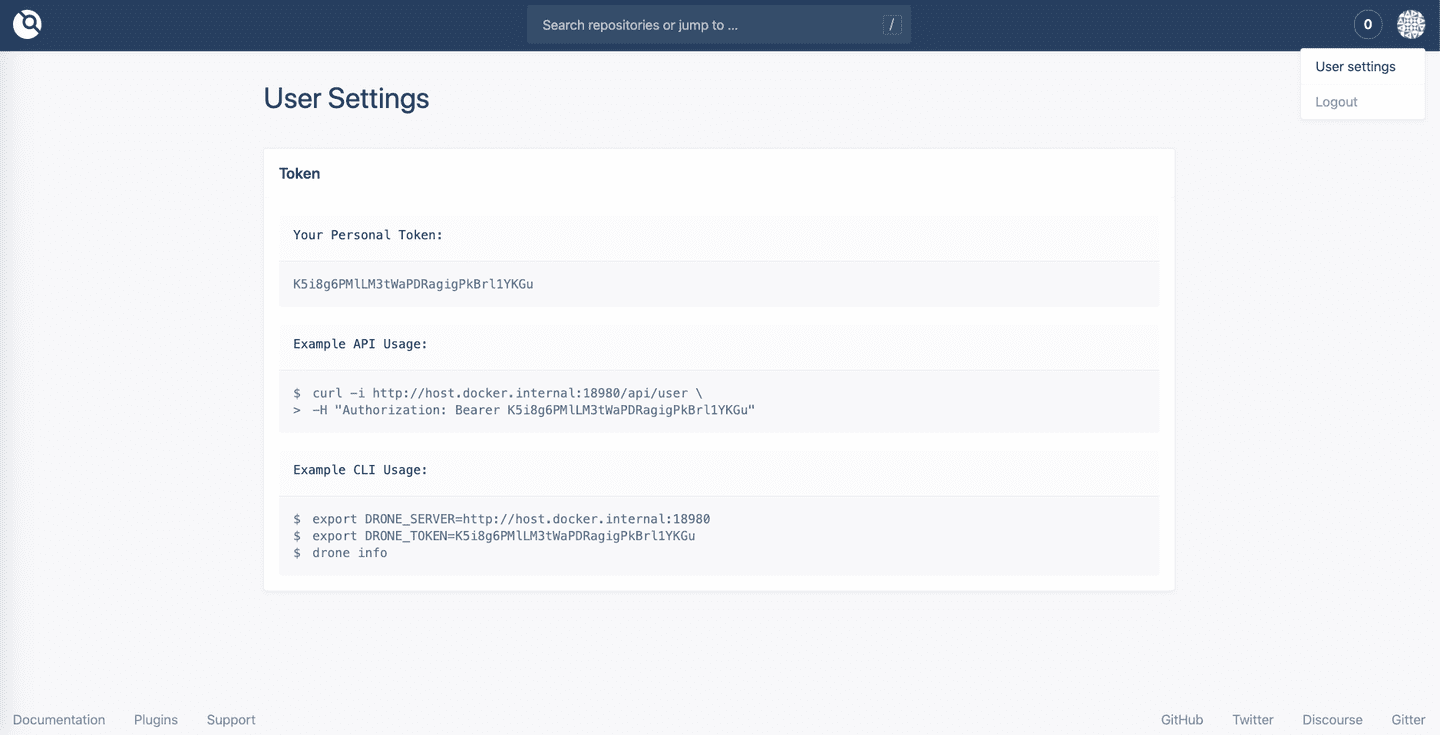 Search repositories or jump to ...
/
0
User settings
Logout
User Settings
Token
Your Personal Token:
K5i8g6PMlLM3tWaPDRagigPkBrl1YKGu
Example API Usage:
$ curl -i http://host.docker.internal:18980/api/user \
> -H "Authorization: Bearer K5i8g6PMlLM3tWaPDRagigPkBrl1YKGu"
Example CLI Usage:
$ export DRONE_SERVER=http://host.docker.internal:18980
$ export DRONE_TOKEN=K5i8g6PMlLM3tWaPDRagigPkBrl1YKGu
$ drone info
Documentation Plugins Support GitHub Twitter Discourse Gitter